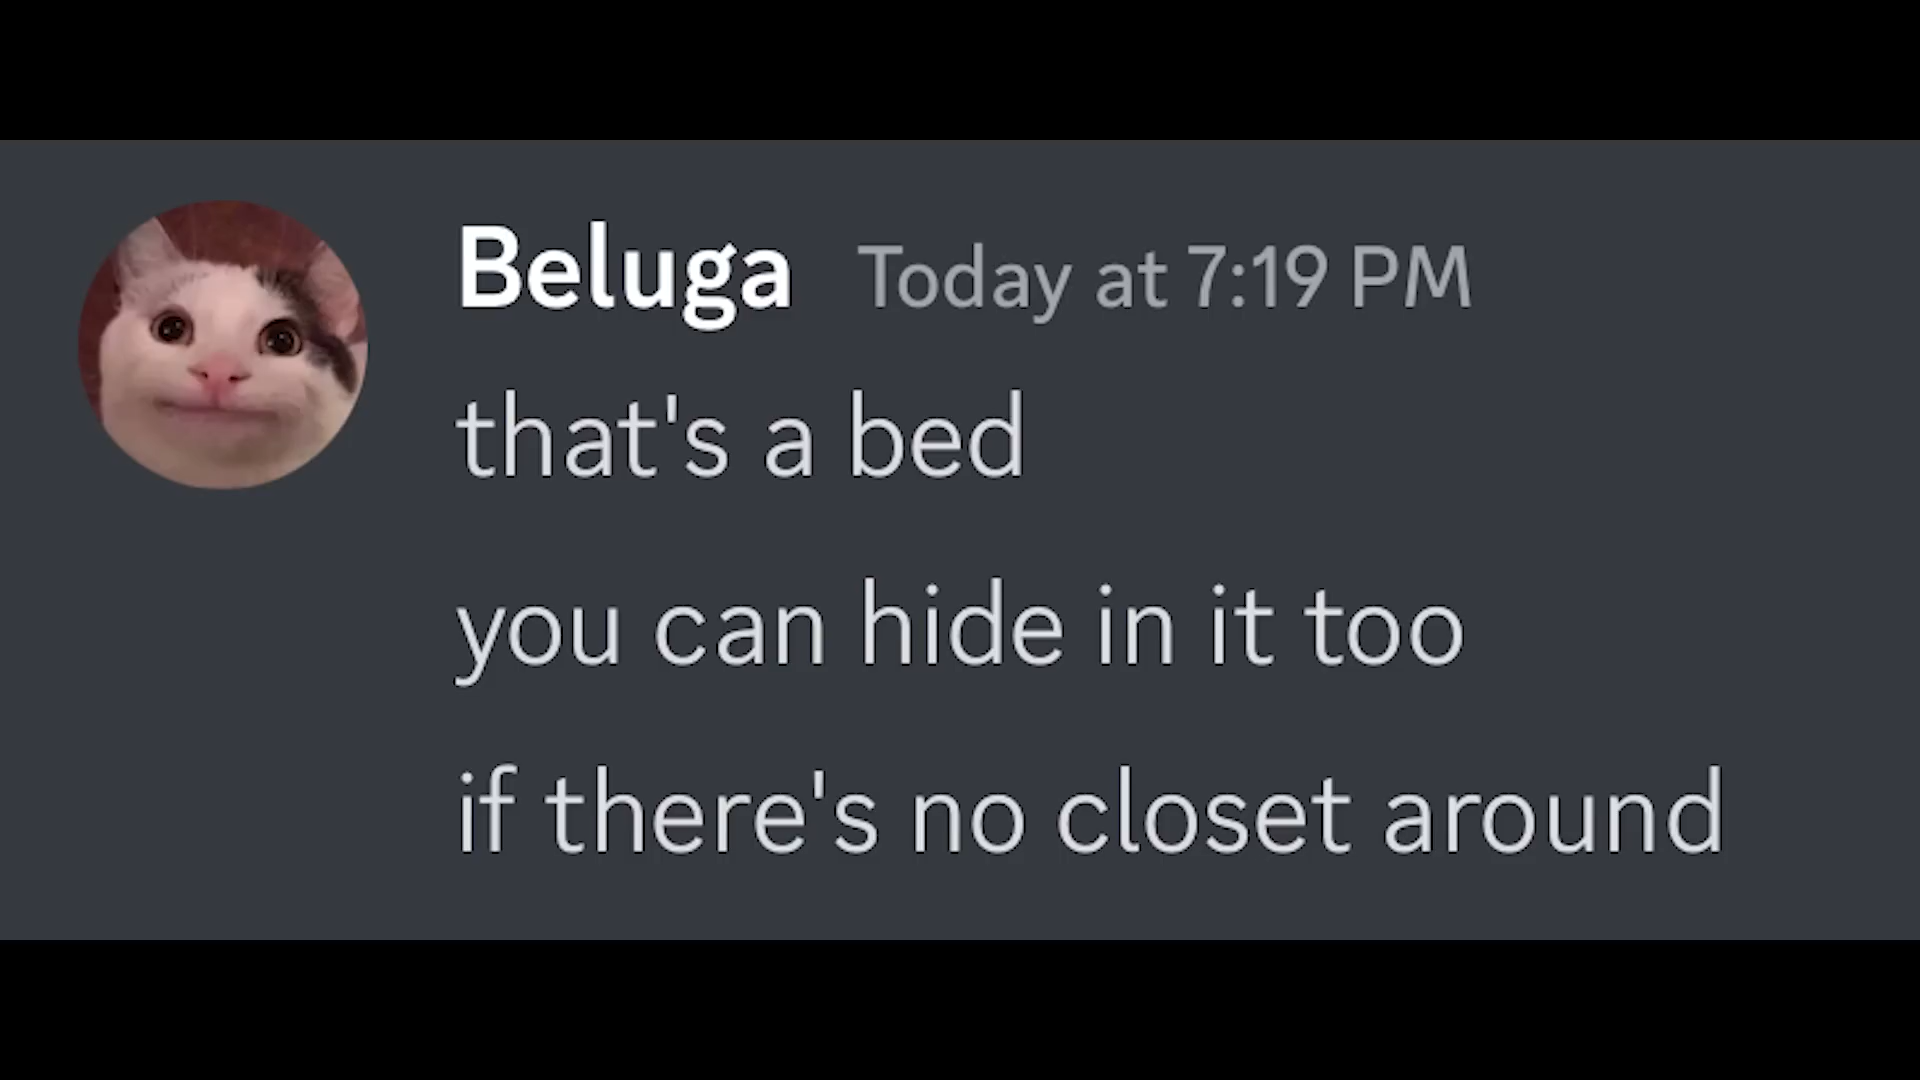 Beluga Today at 7:19 PM
that's a bed
you can hide in it too
if there's no closet around